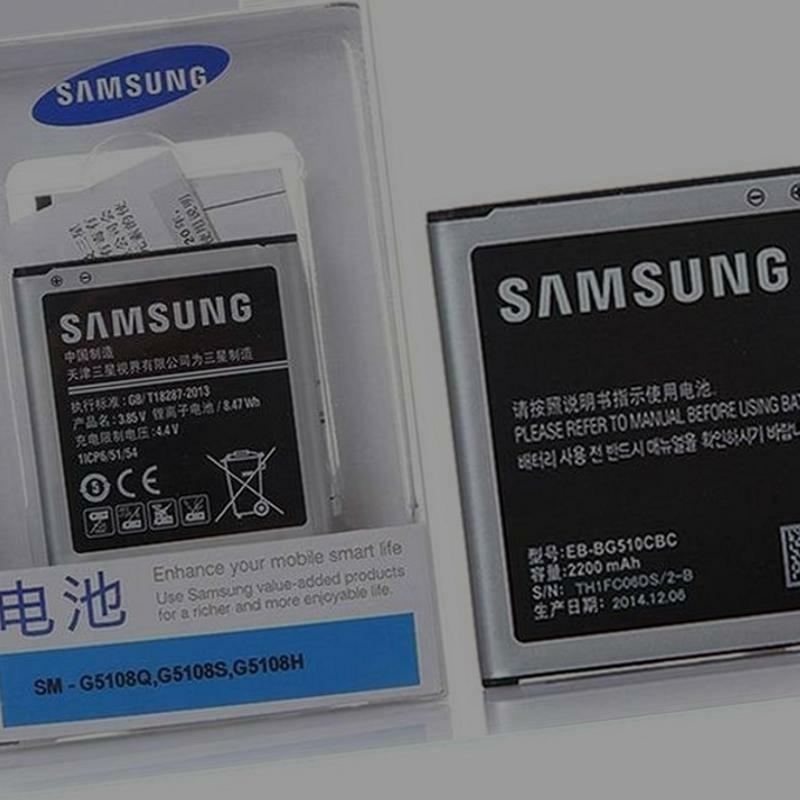 SAMSUNG
SAMSUNG
中国制造
天津三星视界有限公司为三星制造
执行标准: GB/T18287-2013
产品名: 3.85 V 锂离子电池 / 8.47 Wh
充电限制电压: 4.4 V
1ICP6/51/54
CE
Enhance your mobile smart life
Use Samsung value-added products
for a richer and more enjoyable life.
电池
SM - G5108Q,G5108S,G5108H
SAMSUNG
请按照说明书指示使用电池.
PLEASE REFER TO MANUAL BEFORE USING BAT
배터리 사용 전 반드시 매뉴얼을 확인하시기 바랍니
型号:EB-BG510CBC
容量:2200 mAh
S/N: TH1FC06DS/2-B
生产日期: 2014.12.06